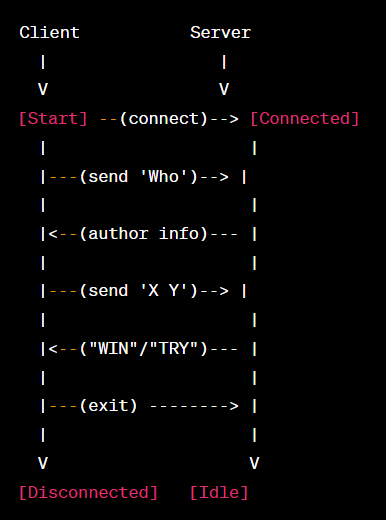 Client Server
| |
V V
[Start] --(connect)--> [Connected]
| |
|---(send 'Who')--> |
| |
|<--(author info)--- |
| |
|---(send 'X Y')--> |
| |
|<--("WIN"/"TRY")--- |
| |
|---(exit) --------> |
| |
V V
[Disconnected] [Idle]